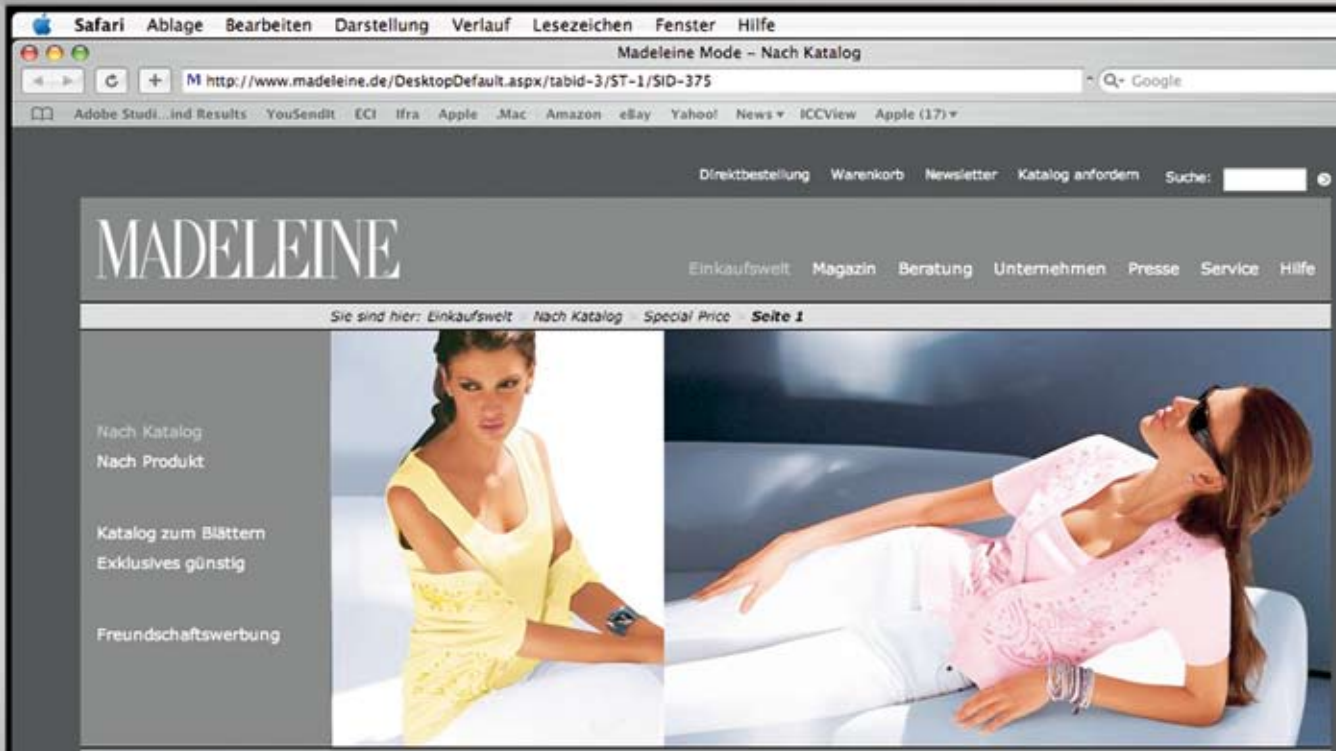 Safari Ablage Bearbeiten Darstellung Verlauf Lesezeichen Fenster Hilfe
Madeleine Mode – Nach Katalog
M http://www.madeleine.de/DesktopDefault.aspx/tabid-3/ST-1/SID-375 Google
Adobe Studi...ind Results YouSendIt ECI Ifra Apple .Mac Amazon eBay Yahoo! News ICCView Apple (17)
Direktbestellung Warenkorb Newsletter Katalog anfordern Suche:
MADELEINE
Einkaufswelt Magazin Beratung Unternehmen Presse Service Hilfe
Sie sind hier: Einkaufswelt Nach Katalog Special Price Seite 1
Nach Katalog
Nach Produkt
Katalog zum Blättern
Exklusives günstig
Freundschaftswerbung